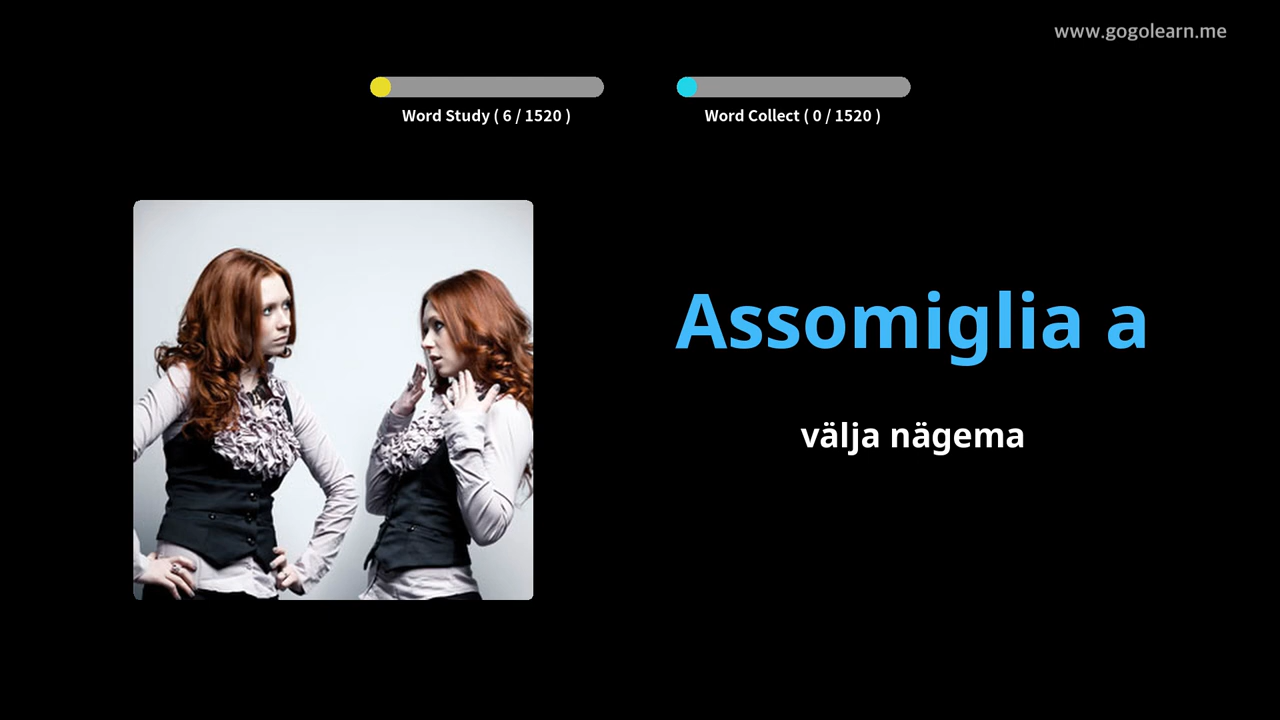 www.gogolearn.me
Word Study ( 6 / 1520 )
Word Collect ( 0 / 1520 )
Assomiglia a
välja nägema